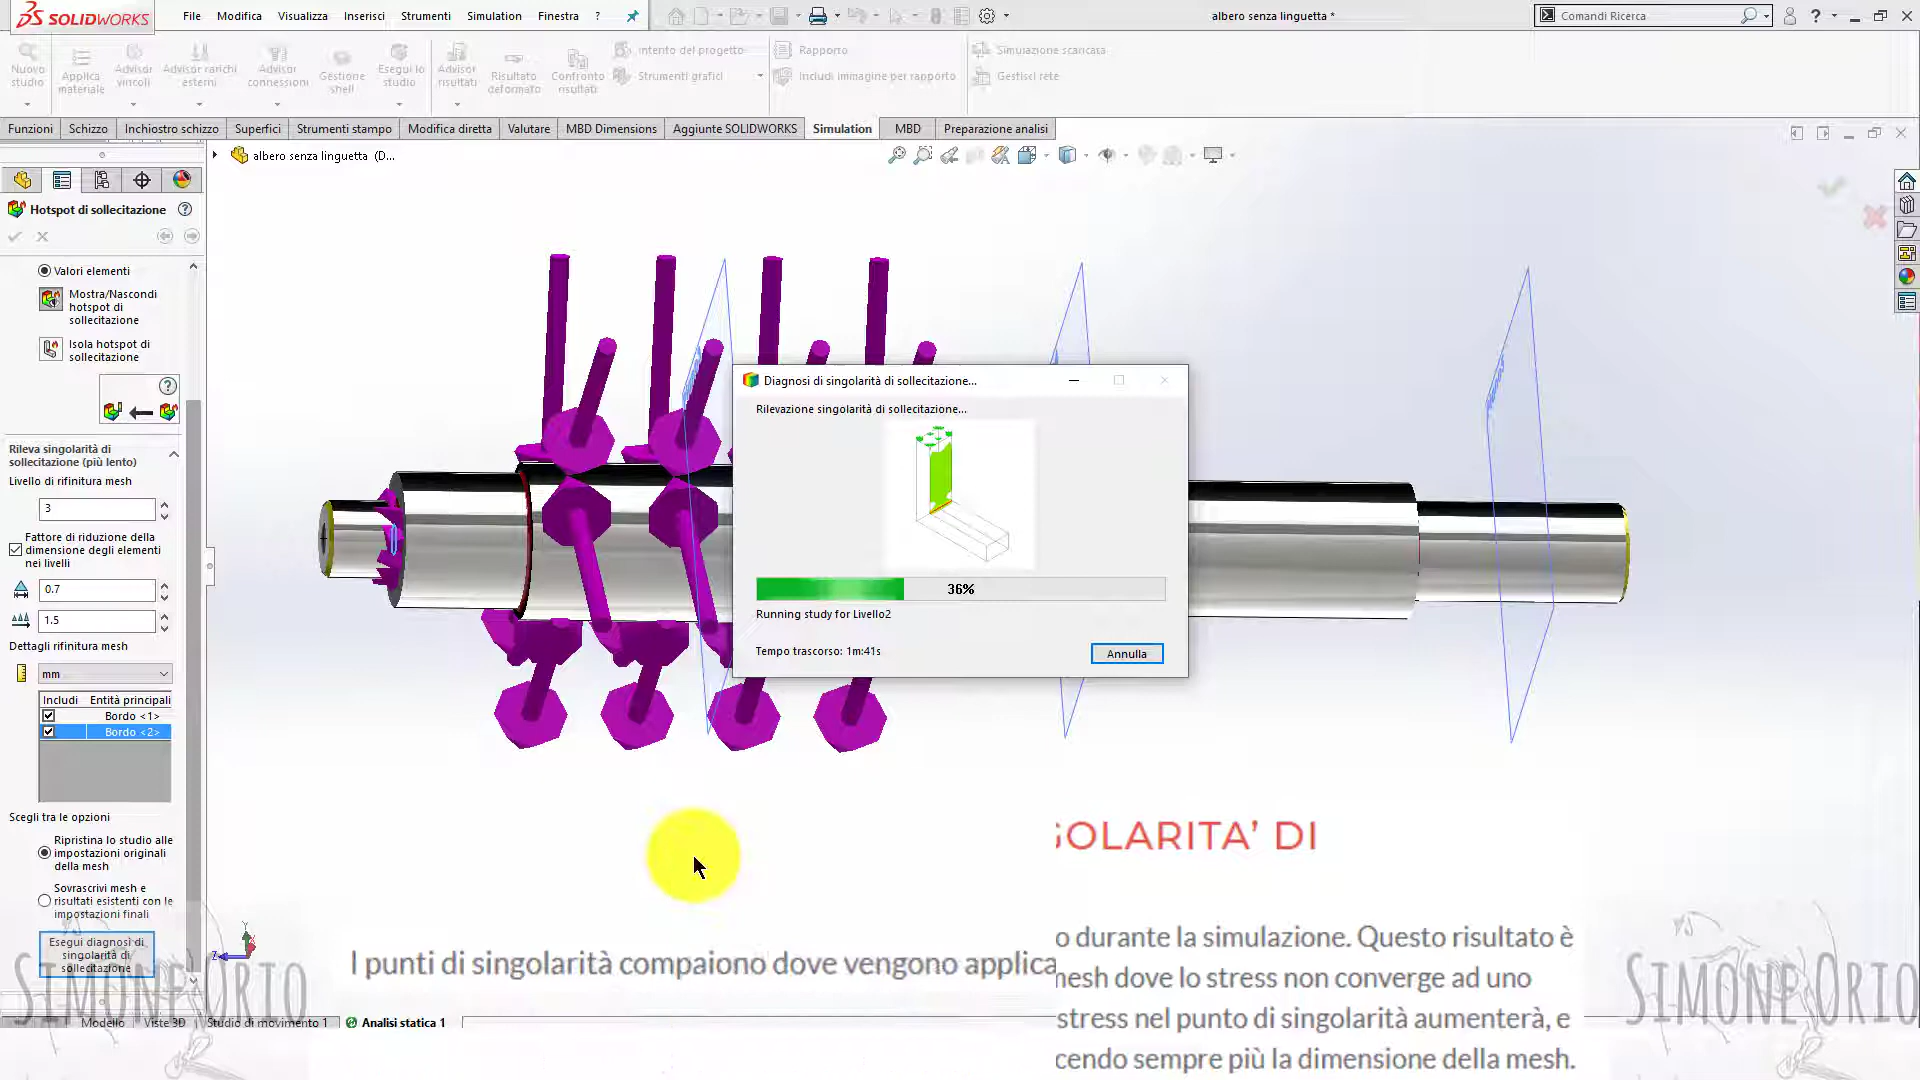 SOLIDWORKS
File Modifica Visualizza Inserisci Strumenti Simulation Finestra ?
albero senza linguetta *
Comandi Ricerca
?
Nuovo studio
Applica materiale
Advisor vincoli
Advisor carichi esterni
Advisor connessioni
Gestione shell
Esegui lo studio
Advisor risultati
Risultato deformato
Confronto risultati
Intento del progetto
Strumenti grafici
Rapporto
Includi immagine per rapporto
Simulazione scaricata
Gestisci rete
Funzioni Schizzo Inchiostro schizzo Superfici Strumenti stampo Modifica diretta Valutare MBD Dimensions Aggiunte SOLIDWORKS Simulation MBD Preparazione analisi
albero senza linguetta (D...
Hotspot di sollecitazione
Valori elementi
Mostra/Nascondi
hotspot di
sollecitazione
Isola hotspot di
sollecitazione
Rileva singolarità di
sollecitazione (più lento)
Livello di rifinitura mesh
3
Fattore di riduzione della
dimensione degli elementi
nei livelli
0.7
1.5
Dettagli rifinitura mesh
mm
Includi Entità principali
Bordo <1>
Bordo <2>
Scegli tra le opzioni
Ripristina lo studio alle
impostazioni originali
della mesh
Sovrascrivi mesh e
risultati esistenti con le
impostazioni finali
Esegui diagnosi di
singolarità di
sollecitazione
Diagnosi di singolarità di sollecitazione...
Rilevazione singolarità di sollecitazione...
36%
Running study for Livello2
Tempo trascorso: 1m:41s
Annulla
GOLARITA' DI
I punti di singolarità compaiono dove vengono applica
o durante la simulazione. Questo risultato è
mesh dove lo stress non converge ad uno
stress nel punto di singolarità aumenterà, e
cendo sempre più la dimensione della mesh.
Modello Viste 3D Studio di movimento 1 Analisi statica 1
Y
Z
SIMONE ORIO
SIMONE ORIO